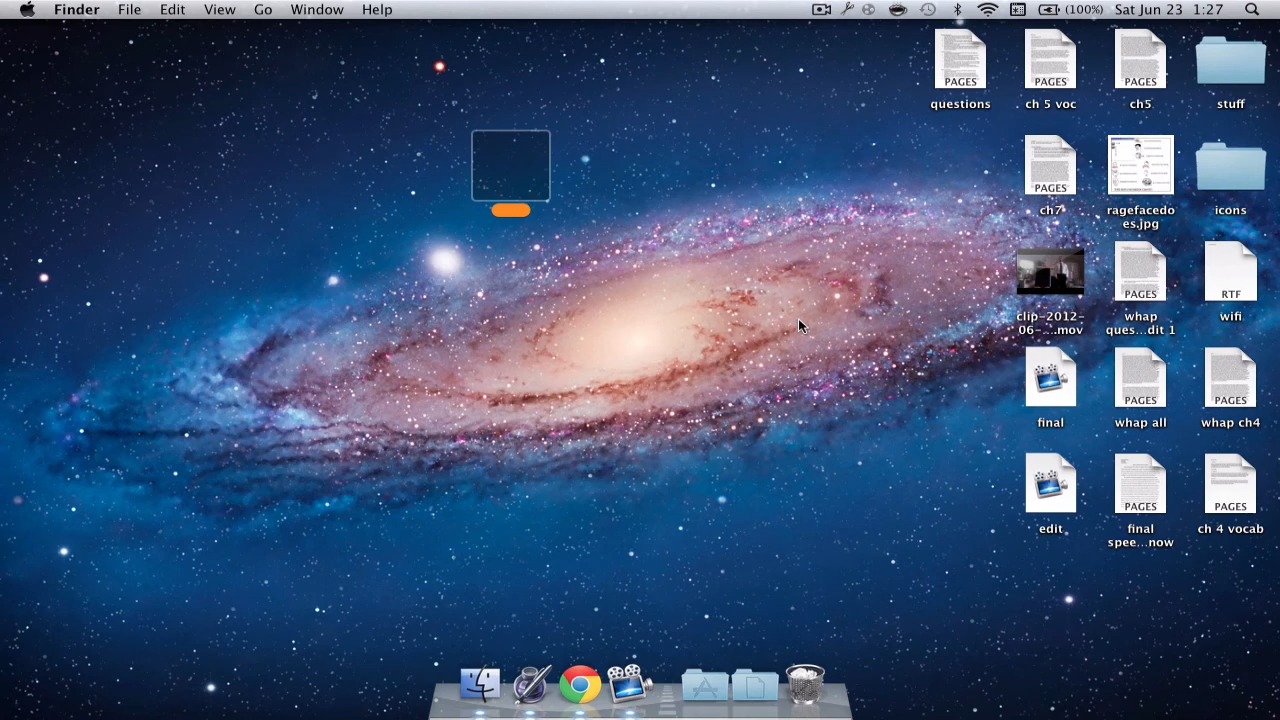 Finder File Edit View Go Window Help (100%) Sat Jun 23 1:27
PAGES PAGES PAGES
questions ch 5 voc ch5 stuff
PAGES
ch7 ragefacedo icons
es.jpg
PAGES RTF
clip-2012- whap wifi
06-....mov ques...dit 1
PAGES PAGES
final whap all whap ch4
PAGES PAGES
edit final ch 4 vocab
spee...now